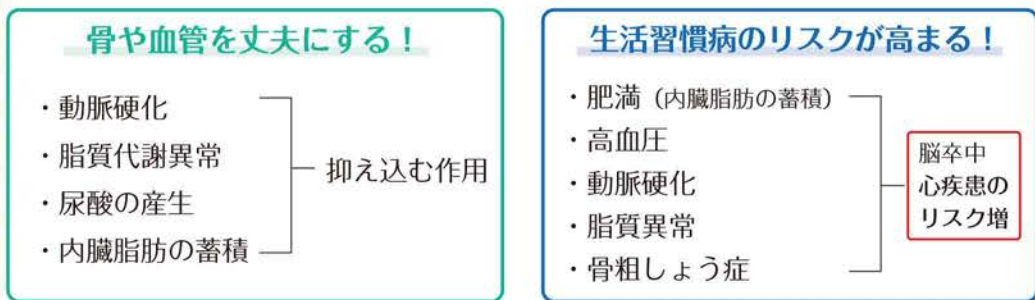 骨や血管を丈夫にする！
・動脈硬化
・脂質代謝異常
・尿酸の産生
・内臓脂肪の蓄積
抑え込む作用
生活習慣病のリスクが高まる！
・肥満（内臓脂肪の蓄積）
・高血圧
・動脈硬化
・脂質異常
・骨粗しょう症
脳卒中
心疾患の
リスク増